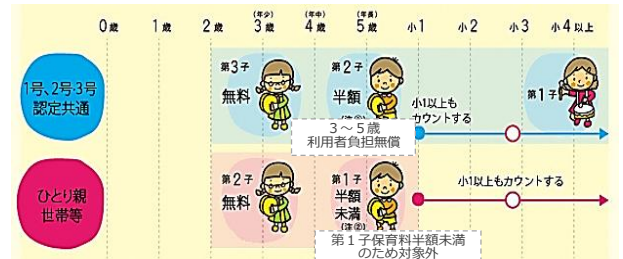 0歳 1歳 2歳 (年少)3歳 (年中)4歳 (年長)5歳 小1 小3 小4以上
1号、2号・3号
認定共通
第3子
無料
第2子
半額
3～5歳
利用者負担無償
小1以上も
カウントする
第1子
ひとり親
世帯等
第2子
無料
第1子
半額
未満
(注②)
小1以上もカウントする
第1子保育料半額未満
のため対象外